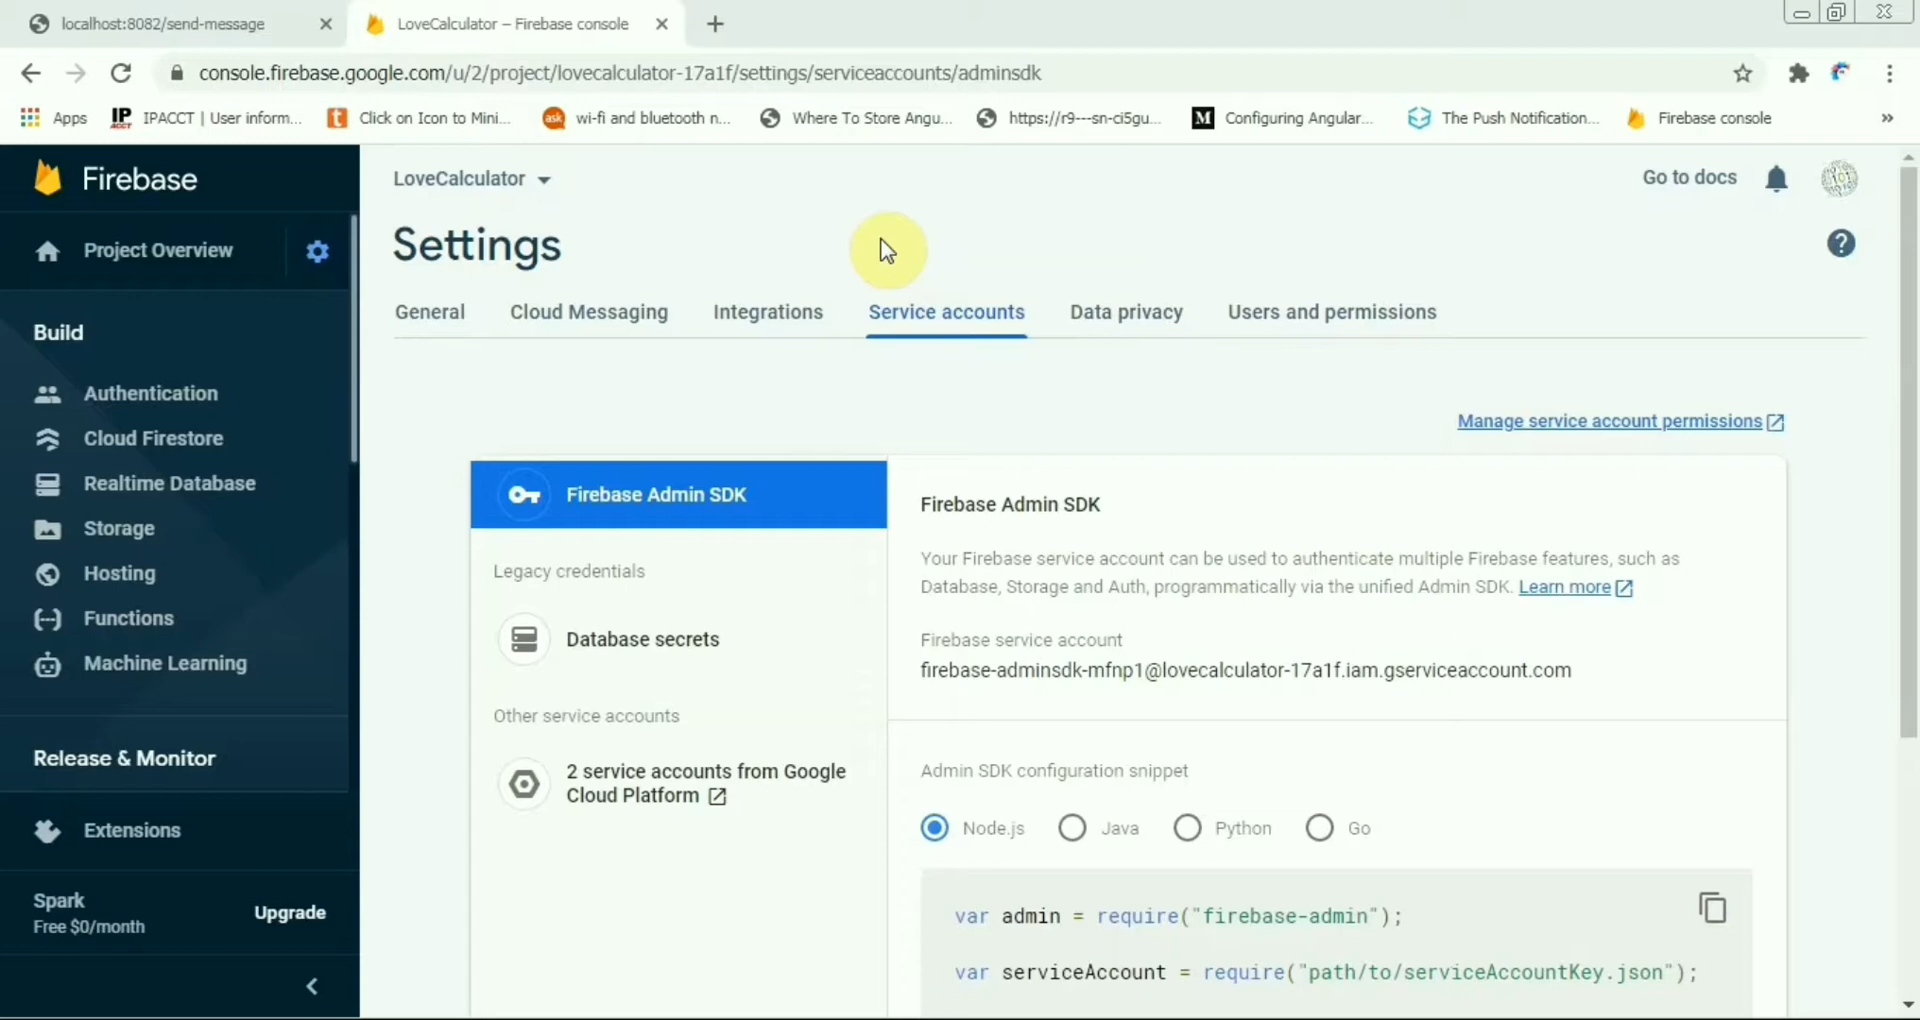 localhost:8082/send-message
LoveCalculator – Firebase console
console.firebase.google.com/u/2/project/lovecalculator-17a1f/settings/serviceaccounts/adminsdk
Apps
IP
ACCT
IPACCT | User inform...
t
Click on Icon to Mini...
ask
wi-fi and bluetooth n...
Where To Store Angu...
https://r9---sn-ci5gu...
M
Configuring Angular...
The Push Notification...
Firebase console
»
Firebase
LoveCalculator
Go to docs
Project Overview
Settings
General
Cloud Messaging
Integrations
Service accounts
Data privacy
Users and permissions
Build
Authentication
Cloud Firestore
Realtime Database
Storage
Hosting
Functions
Machine Learning
Release & Monitor
Extensions
Spark
Free $0/month
Upgrade
Manage service account permissions
Firebase Admin SDK
Legacy credentials
Database secrets
Other service accounts
2 service accounts from Google
Cloud Platform
Firebase Admin SDK
Your Firebase service account can be used to authenticate multiple Firebase features, such as
Database, Storage and Auth, programmatically via the unified Admin SDK. Learn more
Firebase service account
firebase-adminsdk-mfnp1@lovecalculator-17a1f.iam.gserviceaccount.com
Admin SDK configuration snippet
Node.js
Java
Python
Go
var admin = require("firebase-admin");
var serviceAccount = require("path/to/serviceAccountKey.json");